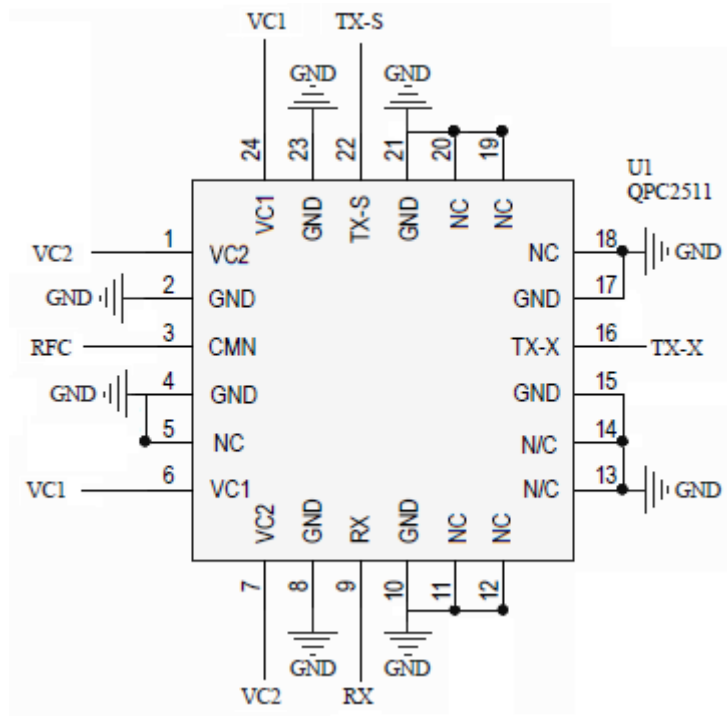 VC1 TX-S
GND GND
24 23 22 21 20 19
U1
QPC2511
VC1 GND TX-S GND NC NC
VC2 1 VC2 NC 18 GND
GND 2 GND GND 17
RFC 3 CMN TX-X 16 TX-X
GND 4 GND GND 15
5 NC N/C 14
VC1 6 VC1 N/C 13 GND
VC2 GND RX GND NC NC
7 8 9 10 11 12
GND GND
VC2 RX